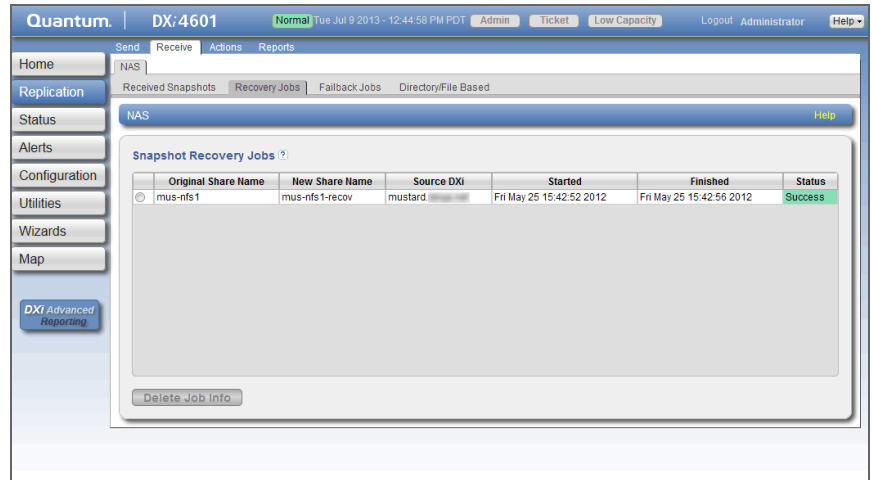 Quantum. DXi4601 Normal Tue Jul 9 2013 - 12:44:58 PM PDT Admin Ticket Low Capacity Logout Administrator Help
Send Receive Actions Reports
Home
NAS
Replication
Received Snapshots Recovery Jobs Failback Jobs Directory/File Based
Status
NAS Help
Alerts
Snapshot Recovery Jobs ?
Configuration
Original Share Name New Share Name Source DXi Started Finished Status
Utilities
mus-nfs1 mus-nfs1-recov mustard. Fri May 25 15:42:52 2012 Fri May 25 15:42:56 2012 Success
Wizards
Map
DXi Advanced
Reporting
Delete Job Info